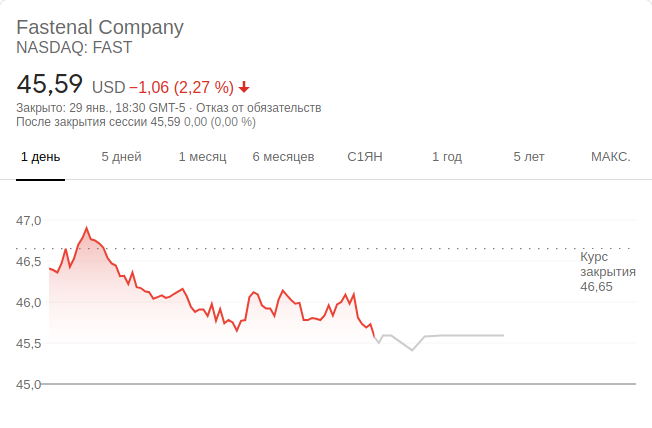 Fastenal Company
NASDAQ: FAST
45,59 USD −1,06 (2,27 %)
Закрыто: 29 янв., 18:30 GMT-5 · Отказ от обязательств
После закрытия сессии 45,59 0,00 (0,00 %)
1 день 5 дней 1 месяц 6 месяцев С1ЯН 1 год 5 лет МАКС.
47,0
46,5
46,0
45,5
45,0
Курс
закрытия
46,65